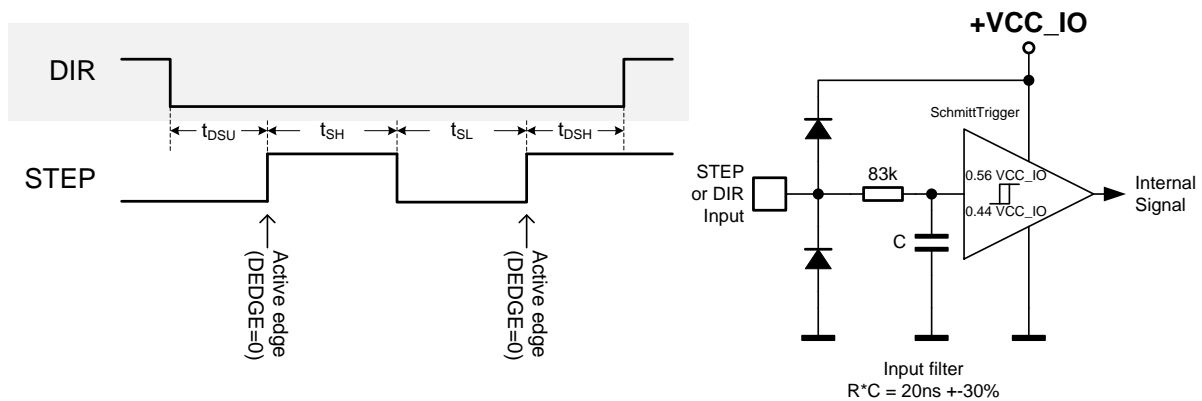 DIR
tDSU
tSH
tSL
tDSH
STEP
Active edge
(DEDGE=0)
Active edge
(DEDGE=0)
+VCC_IO
SchmittTrigger
83k
0.56 VCC_IO
0.44 VCC_IO
STEP
or DIR
Input
Internal
Signal
C
Input filter
R*C = 20ns +-30%